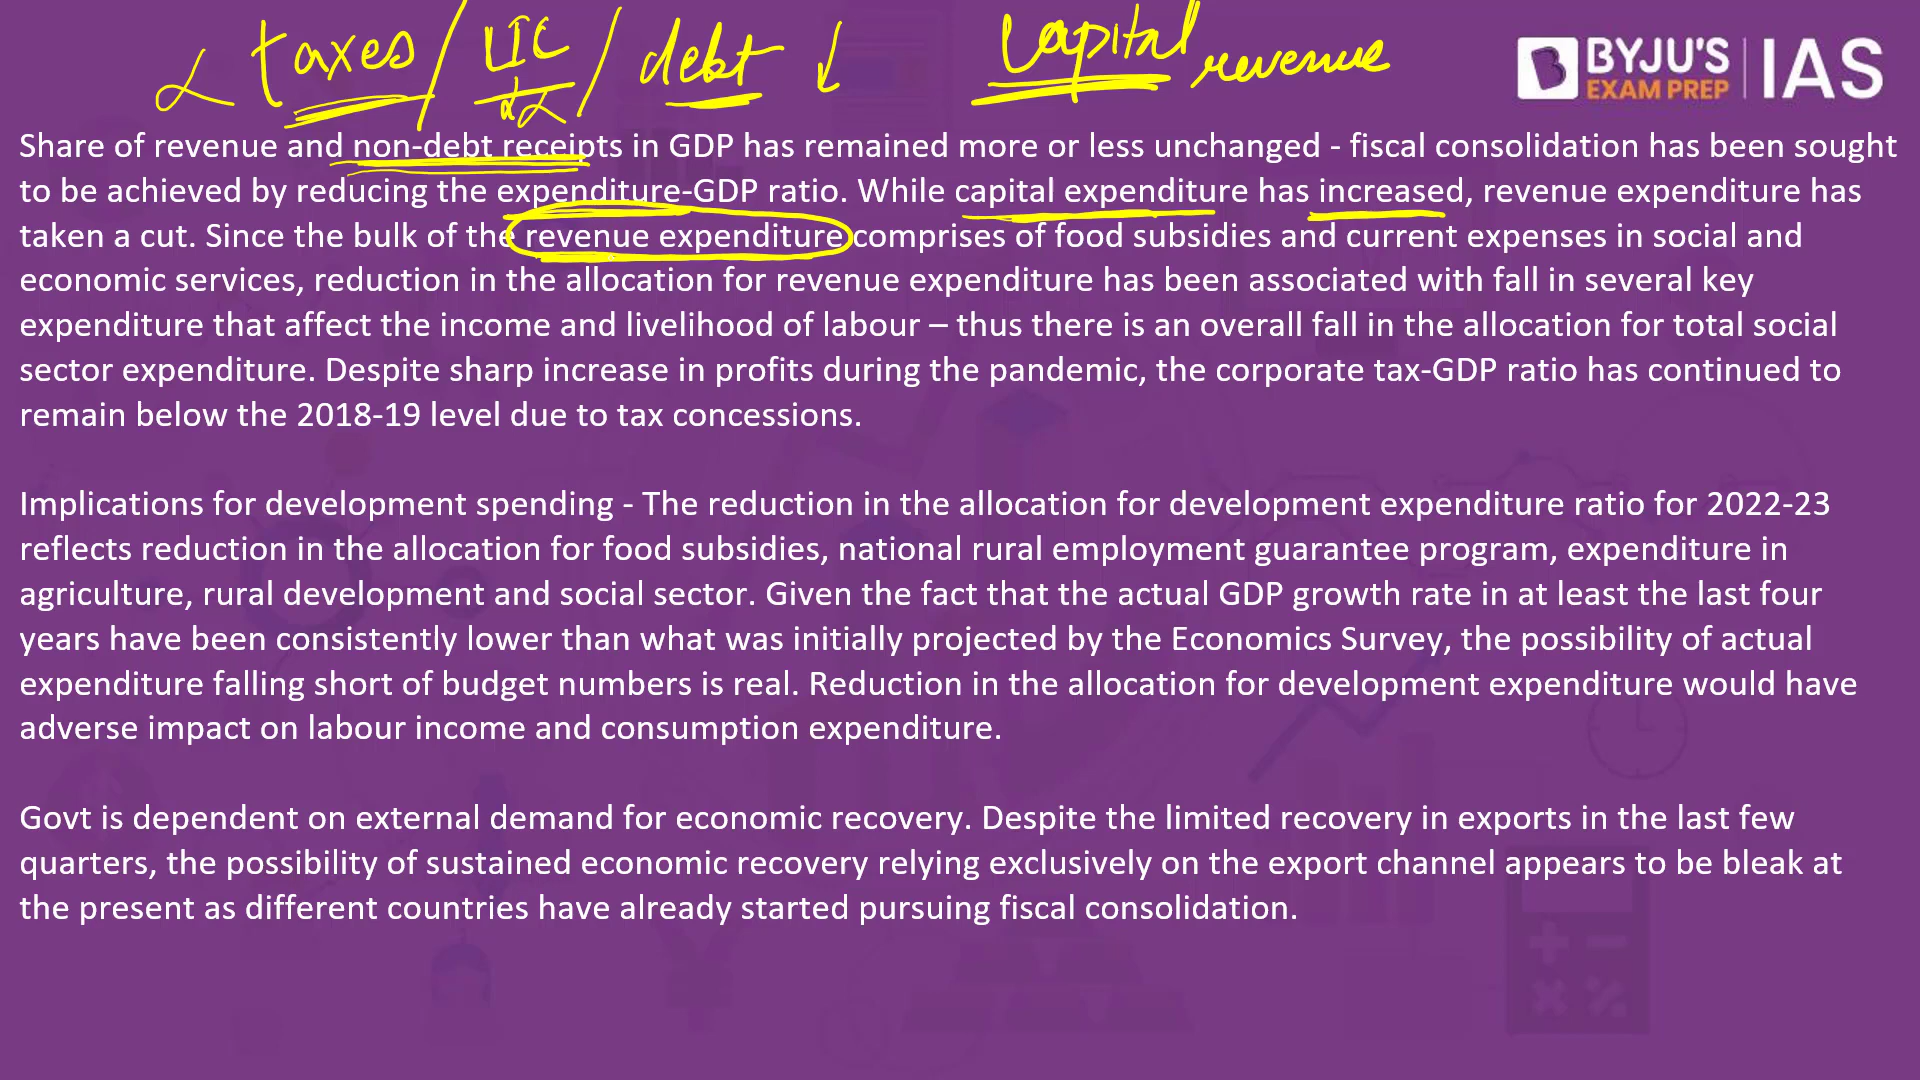 taxes / LIC / debt ↓ capital revenue
BYJU'S
EXAM PREP
IAS
Share of revenue and non-debt receipts in GDP has remained more or less unchanged - fiscal consolidation has been sought
to be achieved by reducing the expenditure-GDP ratio. While capital expenditure has increased, revenue expenditure has
taken a cut. Since the bulk of the revenue expenditure comprises of food subsidies and current expenses in social and
economic services, reduction in the allocation for revenue expenditure has been associated with fall in several key
expenditure that affect the income and livelihood of labour – thus there is an overall fall in the allocation for total social
sector expenditure. Despite sharp increase in profits during the pandemic, the corporate tax-GDP ratio has continued to
remain below the 2018-19 level due to tax concessions.
Implications for development spending - The reduction in the allocation for development expenditure ratio for 2022-23
reflects reduction in the allocation for food subsidies, national rural employment guarantee program, expenditure in
agriculture, rural development and social sector. Given the fact that the actual GDP growth rate in at least the last four
years have been consistently lower than what was initially projected by the Economics Survey, the possibility of actual
expenditure falling short of budget numbers is real. Reduction in the allocation for development expenditure would have
adverse impact on labour income and consumption expenditure.
Govt is dependent on external demand for economic recovery. Despite the limited recovery in exports in the last few
quarters, the possibility of sustained economic recovery relying exclusively on the export channel appears to be bleak at
the present as different countries have already started pursuing fiscal consolidation.